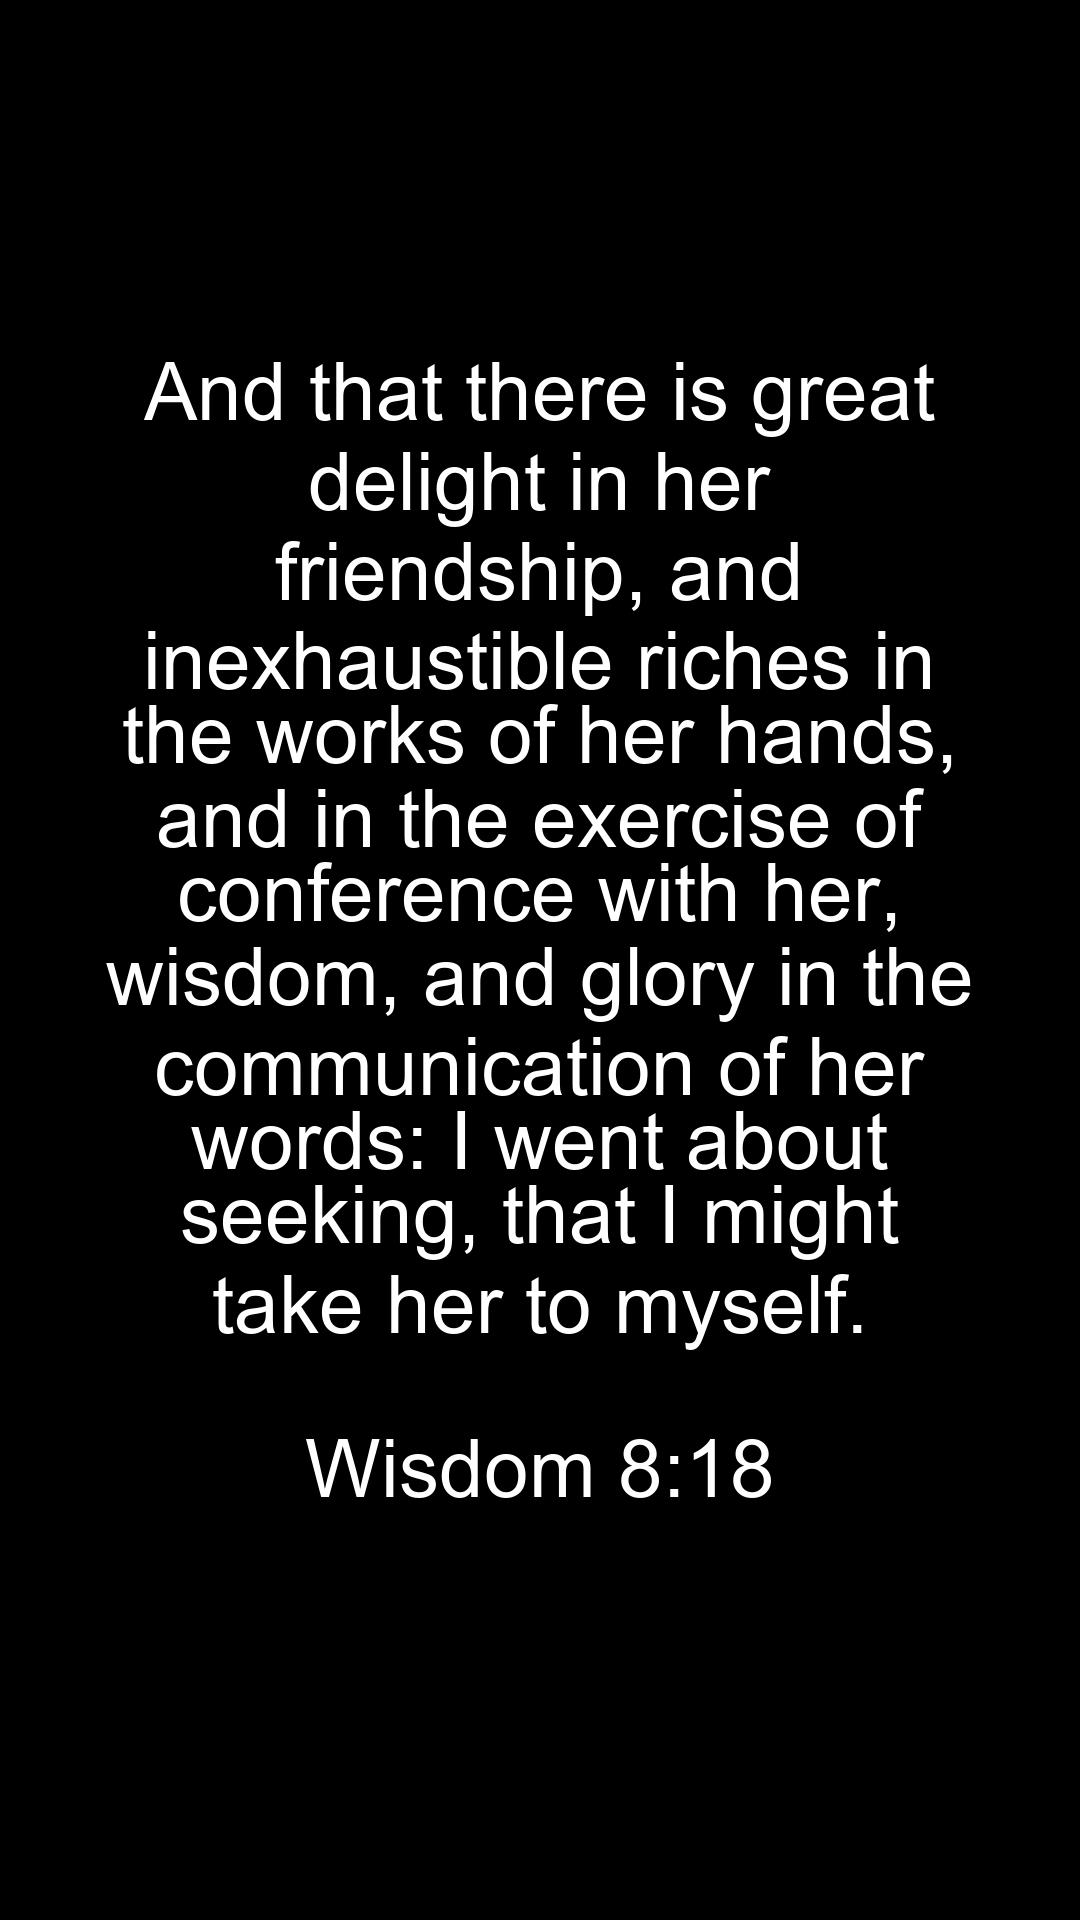 And that there is great
delight in her
friendship, and
inexhaustible riches in
the works of her hands,
and in the exercise of
conference with her,
wisdom, and glory in the
communication of her
words: I went about
seeking, that I might
take her to myself.
Wisdom 8:18